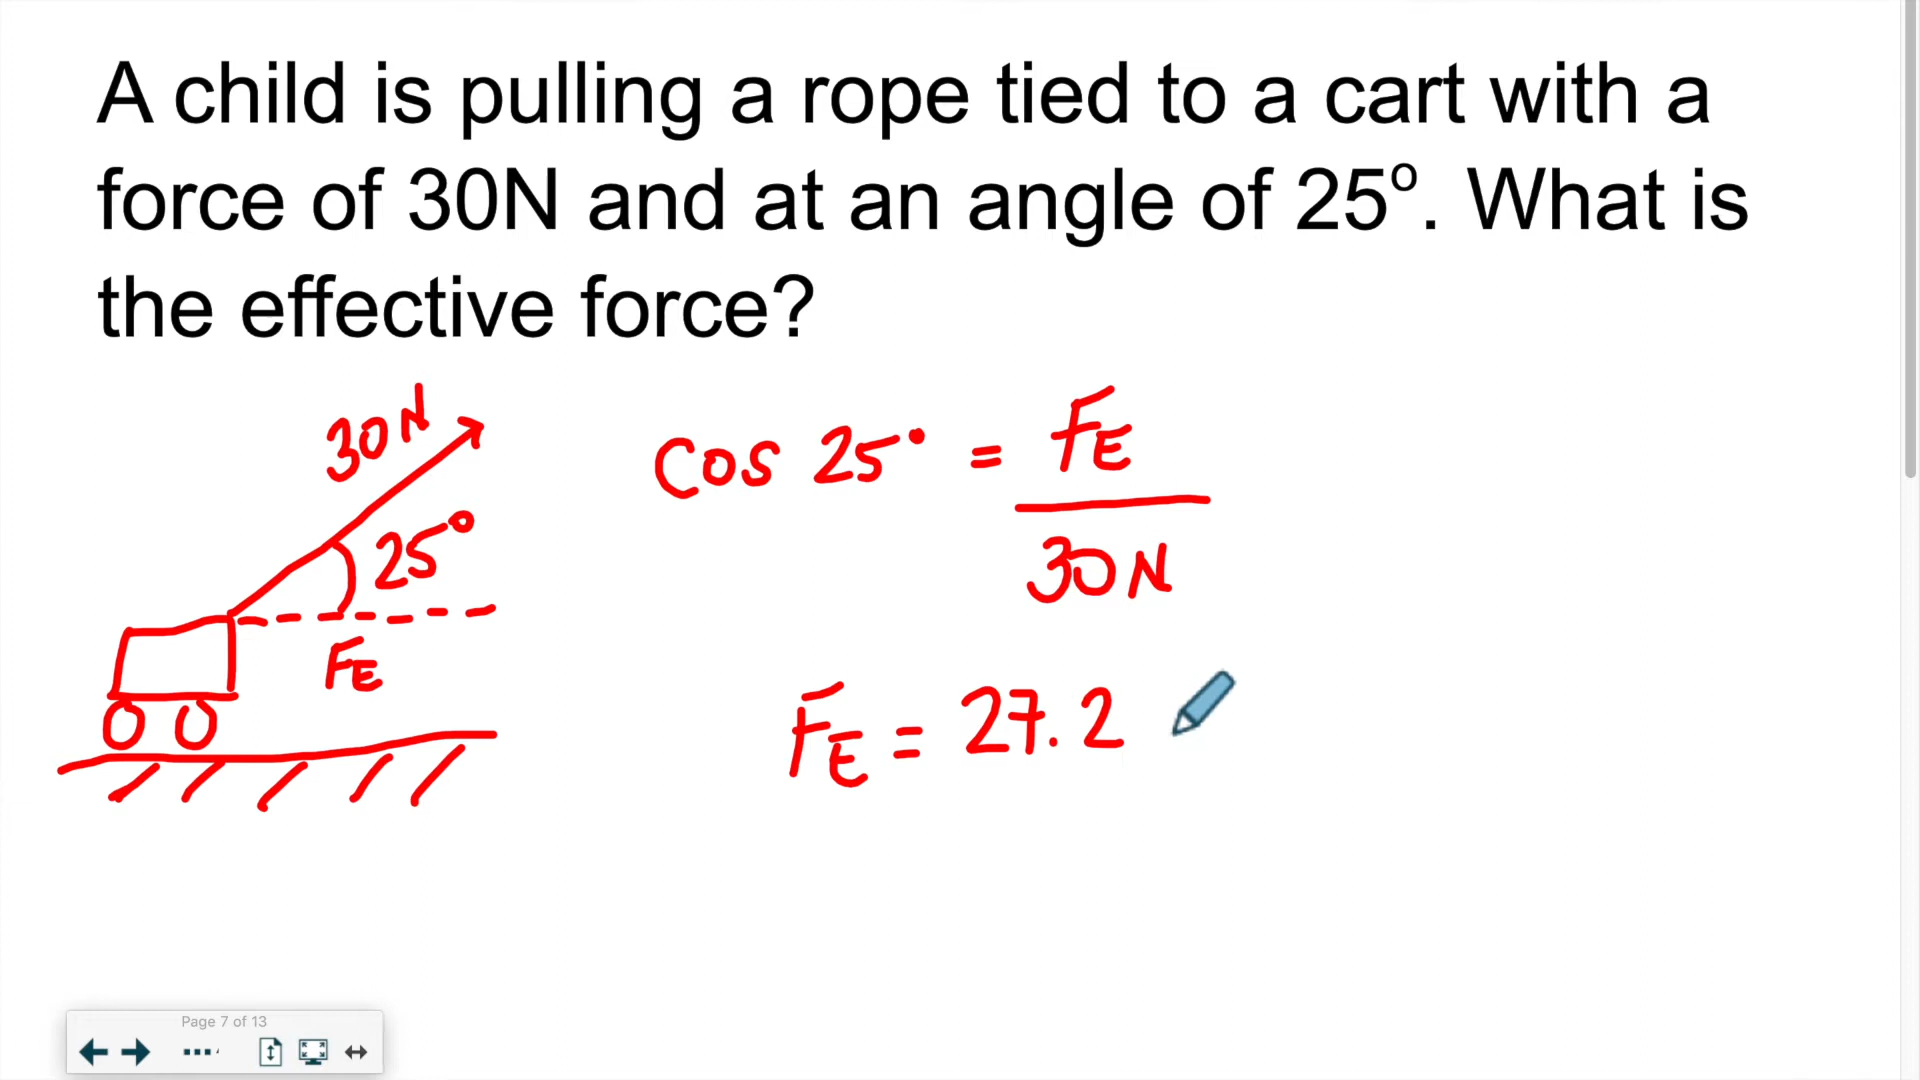 A child is pulling a rope tied to a cart with a
force of 30N and at an angle of 25º. What is
the effective force?
30N
25°
FE
cos 25° = FE
30N
FE = 27.2
Page 7 of 13